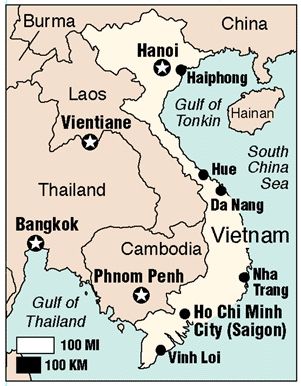 Burma
China
Hanoi
Haiphong
Laos
Gulf of
Tonkin
Hainan
Vientiane
South
China
Sea
Hue
Da Nang
Thailand
Vietnam
Bangkok
Cambodia
Nha
Trang
Phnom Penh
Gulf of
Thailand
Ho Chi Minh
City (Saigon)
100 MI
100 KM
Vinh Loi